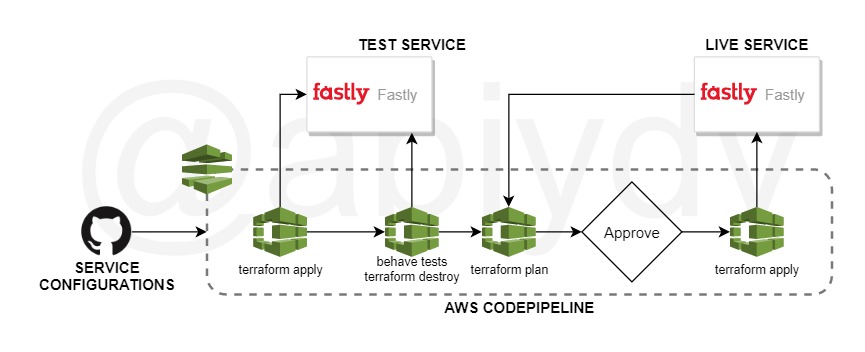 TEST SERVICE
LIVE SERVICE
fastly Fastly
fastly Fastly
@apiydv
Approve
terraform apply
behave tests
terraform destroy
terraform plan
terraform apply
SERVICE
CONFIGURATIONS
AWS CODEPIPELINE